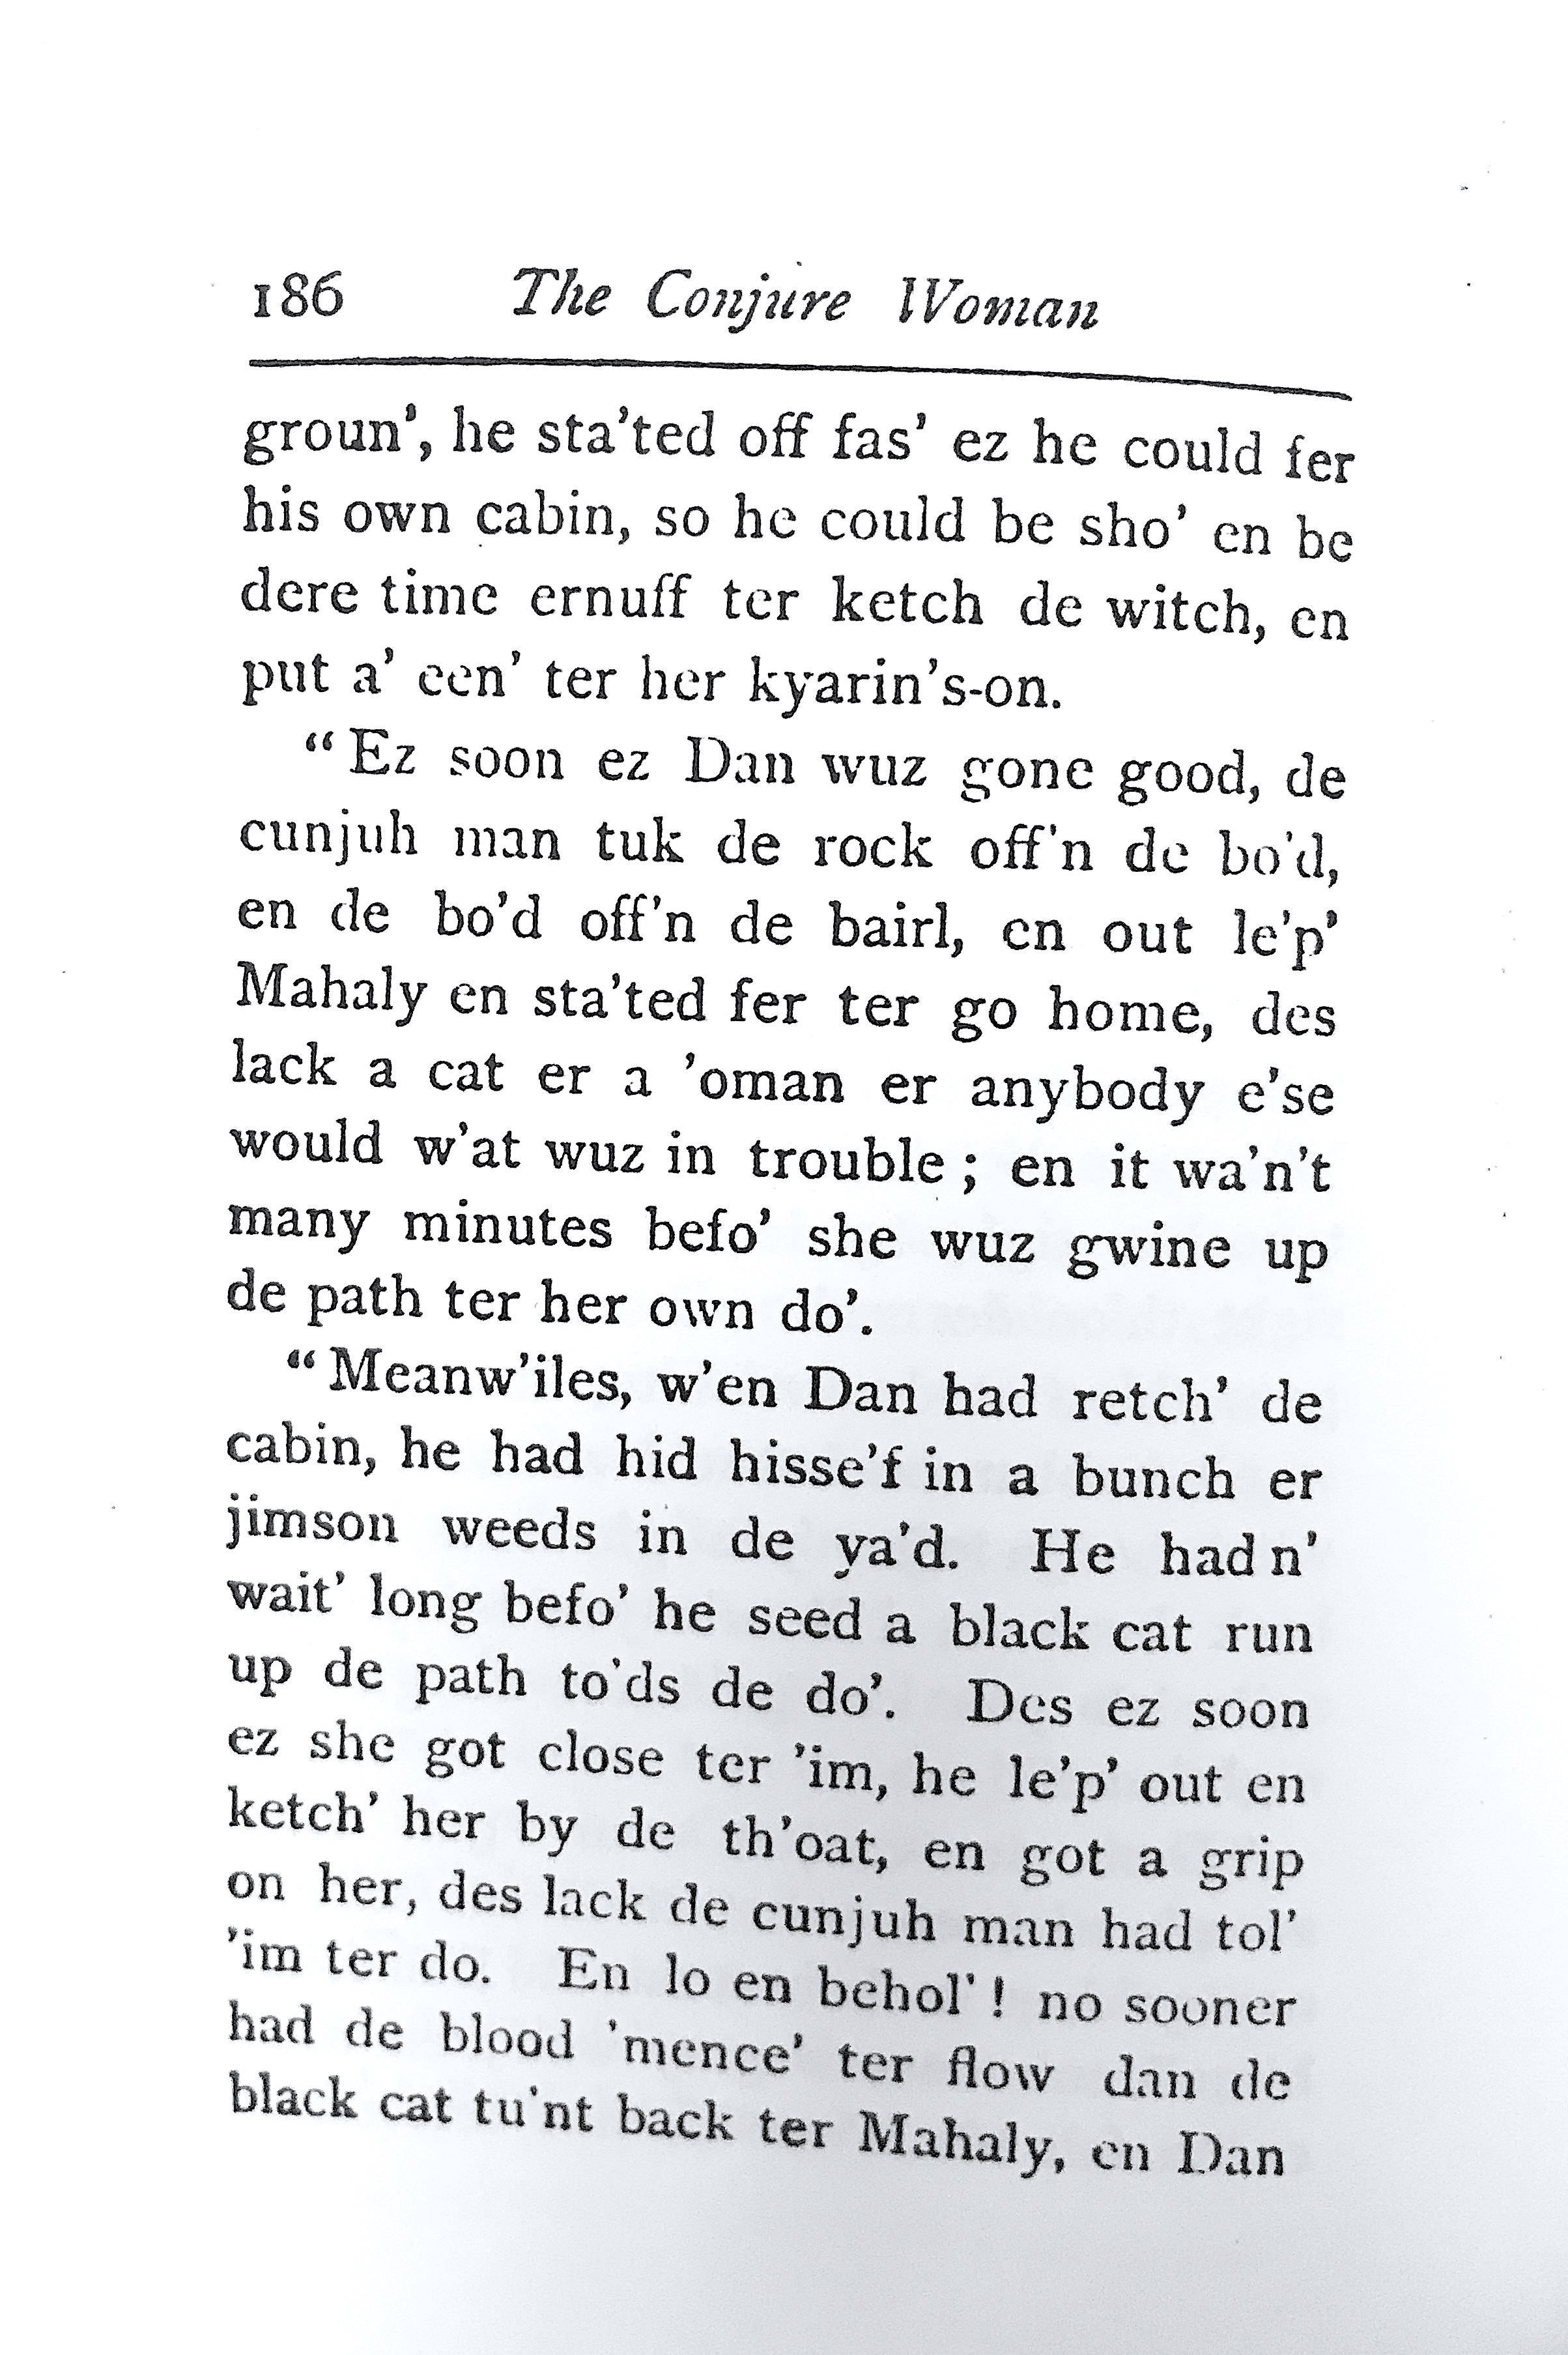 186 The Conjure Woman
groun', he sta'ted off fas' ez he could fer
his own cabin, so he could be sho' en be
dere time ernuff ter ketch de witch, en
put a' een' ter her kyarin's-on.
“Ez soon ez Dan wuz gone good, de
cunjuh man tuk de rock off'n de bo'd,
en de bo'd off'n de bairl, en out le'p'
Mahaly en sta'ted fer ter go home, des
lack a cat er a 'oman er anybody e'se
would w'at wuz in trouble ; en it wa'n't
many minutes befo' she wuz gwine up
de path ter her own do'.
“Meanw'iles, w'en Dan had retch' de
cabin, he had hid hisse'f in a bunch er
jimson weeds in de ya'd. He hadn'
wait' long befo' he seed a black cat run
up de path to'ds de do'. Des ez soon
ez she got close ter 'im, he le'p' out en
ketch' her by de th'oat, en got a grip
on her, des lack de cunjuh man had tol'
'im ter do. En lo en behol' ! no sooner
had de blood 'mence' ter flow dan de
black cat tu'nt back ter Mahaly, en Dan